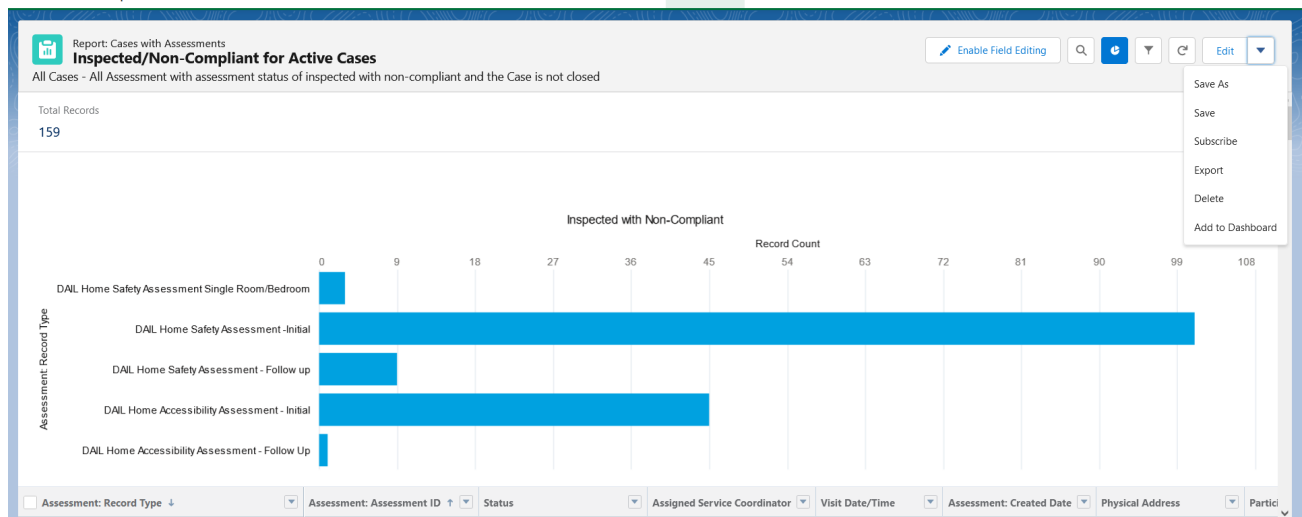 Report: Cases with Assessments
Inspected/Non-Compliant for Active Cases
All Cases - All Assessment with assessment status of inspected with non-compliant and the Case is not closed
Enable Field Editing
Edit
Save As
Save
Subscribe
Export
Delete
Add to Dashboard
Total Records
159
Inspected with Non-Compliant
Record Count
0 9 18 27 36 45 54 63 72 81 90 99 108
Assessment: Record Type
DAIL Home Safety Assessment Single Room/Bedroom
DAIL Home Safety Assessment -Initial
DAIL Home Safety Assessment - Follow up
DAIL Home Accessibility Assessment - Initial
DAIL Home Accessibility Assessment - Follow Up
Assessment: Record Type Assessment: Assessment ID Status Assigned Service Coordinator Visit Date/Time Assessment: Created Date Physical Address Partici